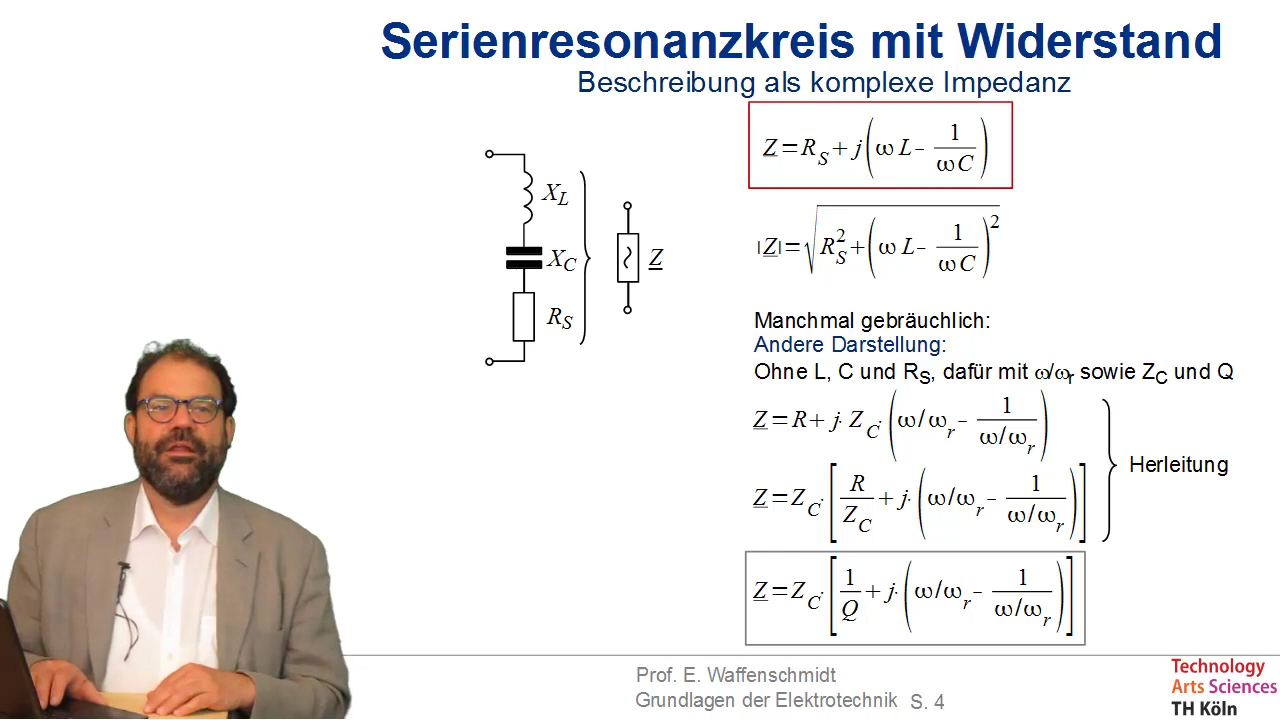 Serienresonanzkreis mit Widerstand
Beschreibung als komplexe Impedanz
Z=R_S+j(ωL−1/(ωC))
X_L
X_C
R_S
Z
|Z|=√(R_S^2+(ωL−1/(ωC))^2)
Manchmal gebräuchlich:
Andere Darstellung:
Ohne L, C und R_S, dafür mit ω/ω_r sowie Z_C und Q
Z=R+j·Z_C·(ω/ω_r−1/(ω/ω_r))
Z=Z_C·[R/Z_C+j·(ω/ω_r−1/(ω/ω_r))]
Herleitung
Z=Z_C·[1/Q+j·(ω/ω_r−1/(ω/ω_r))]
Prof. E. Waffenschmidt
Grundlagen der Elektrotechnik S. 4
Technology
Arts Sciences
TH Köln